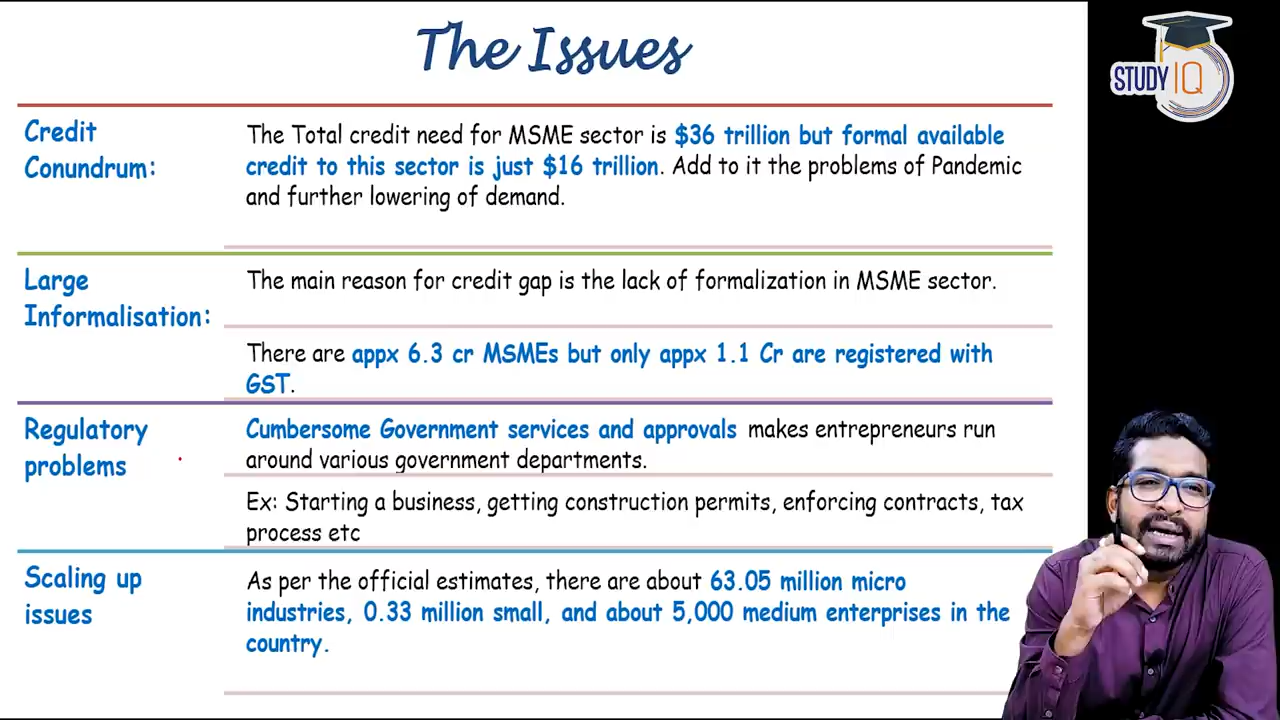 The Issues
STUDY IQ
Credit
Conundrum:
The Total credit need for MSME sector is $36 trillion but formal available
credit to this sector is just $16 trillion. Add to it the problems of Pandemic
and further lowering of demand.
Large
Informalisation:
The main reason for credit gap is the lack of formalization in MSME sector.
There are appx 6.3 cr MSMEs but only appx 1.1 Cr are registered with
GST.
Regulatory
problems
Cumbersome Government services and approvals makes entrepreneurs run
around various government departments.
Ex: Starting a business, getting construction permits, enforcing contracts, tax
process etc
Scaling up
issues
As per the official estimates, there are about 63.05 million micro
industries, 0.33 million small, and about 5,000 medium enterprises in the
country.